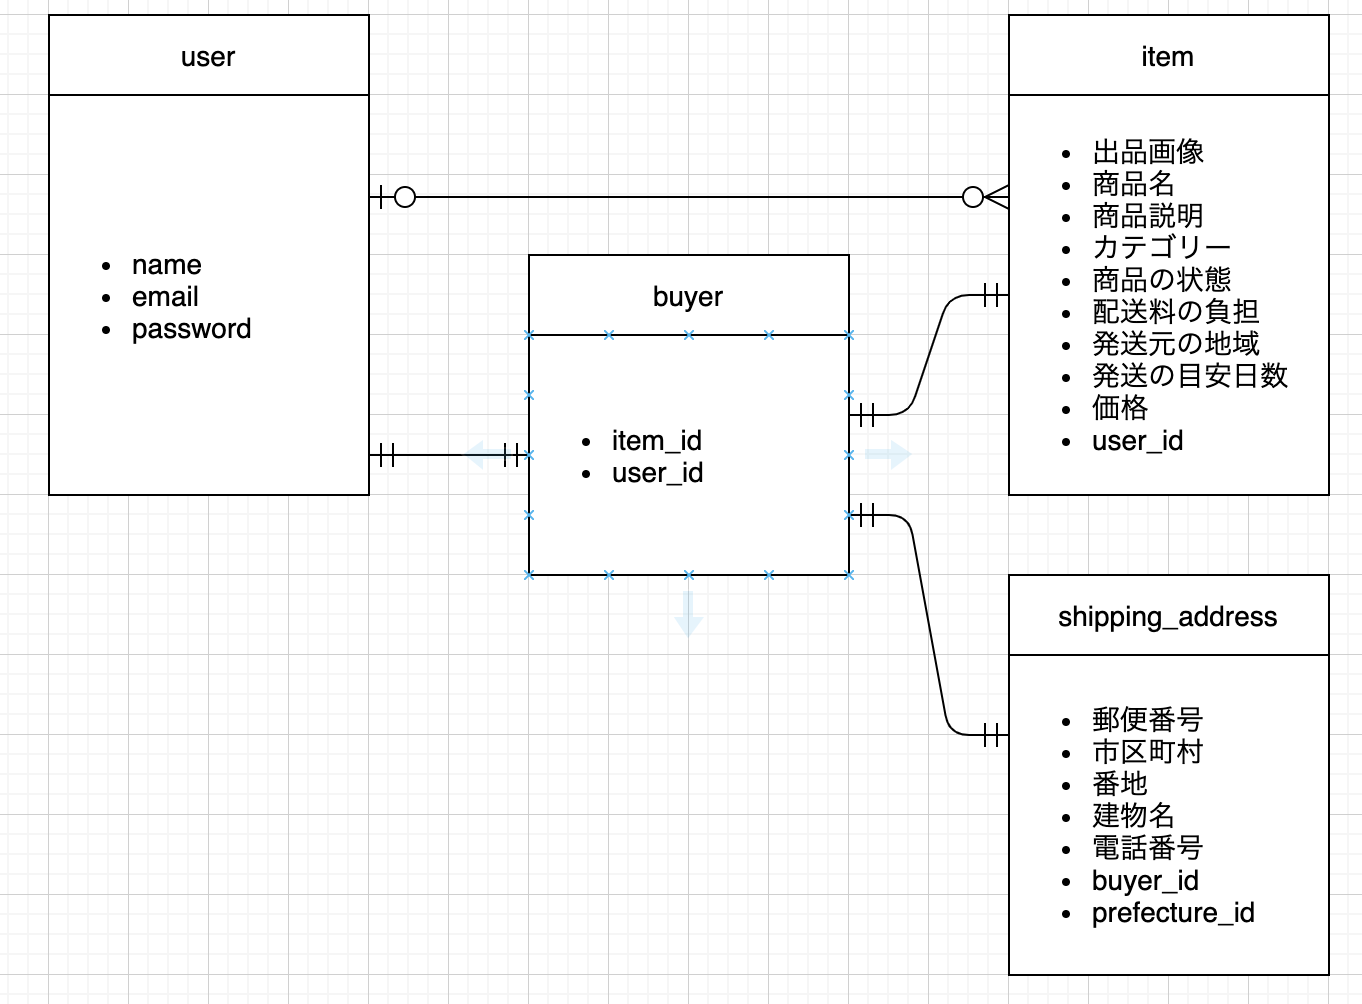 user
name
email
password
buyer
item_id
user_id
item
出品画像
商品名
商品説明
カテゴリー
商品の状態
配送料の負担
発送元の地域
発送の目安日数
価格
user_id
shipping_address
郵便番号
市区町村
番地
建物名
電話番号
buyer_id
prefecture_id